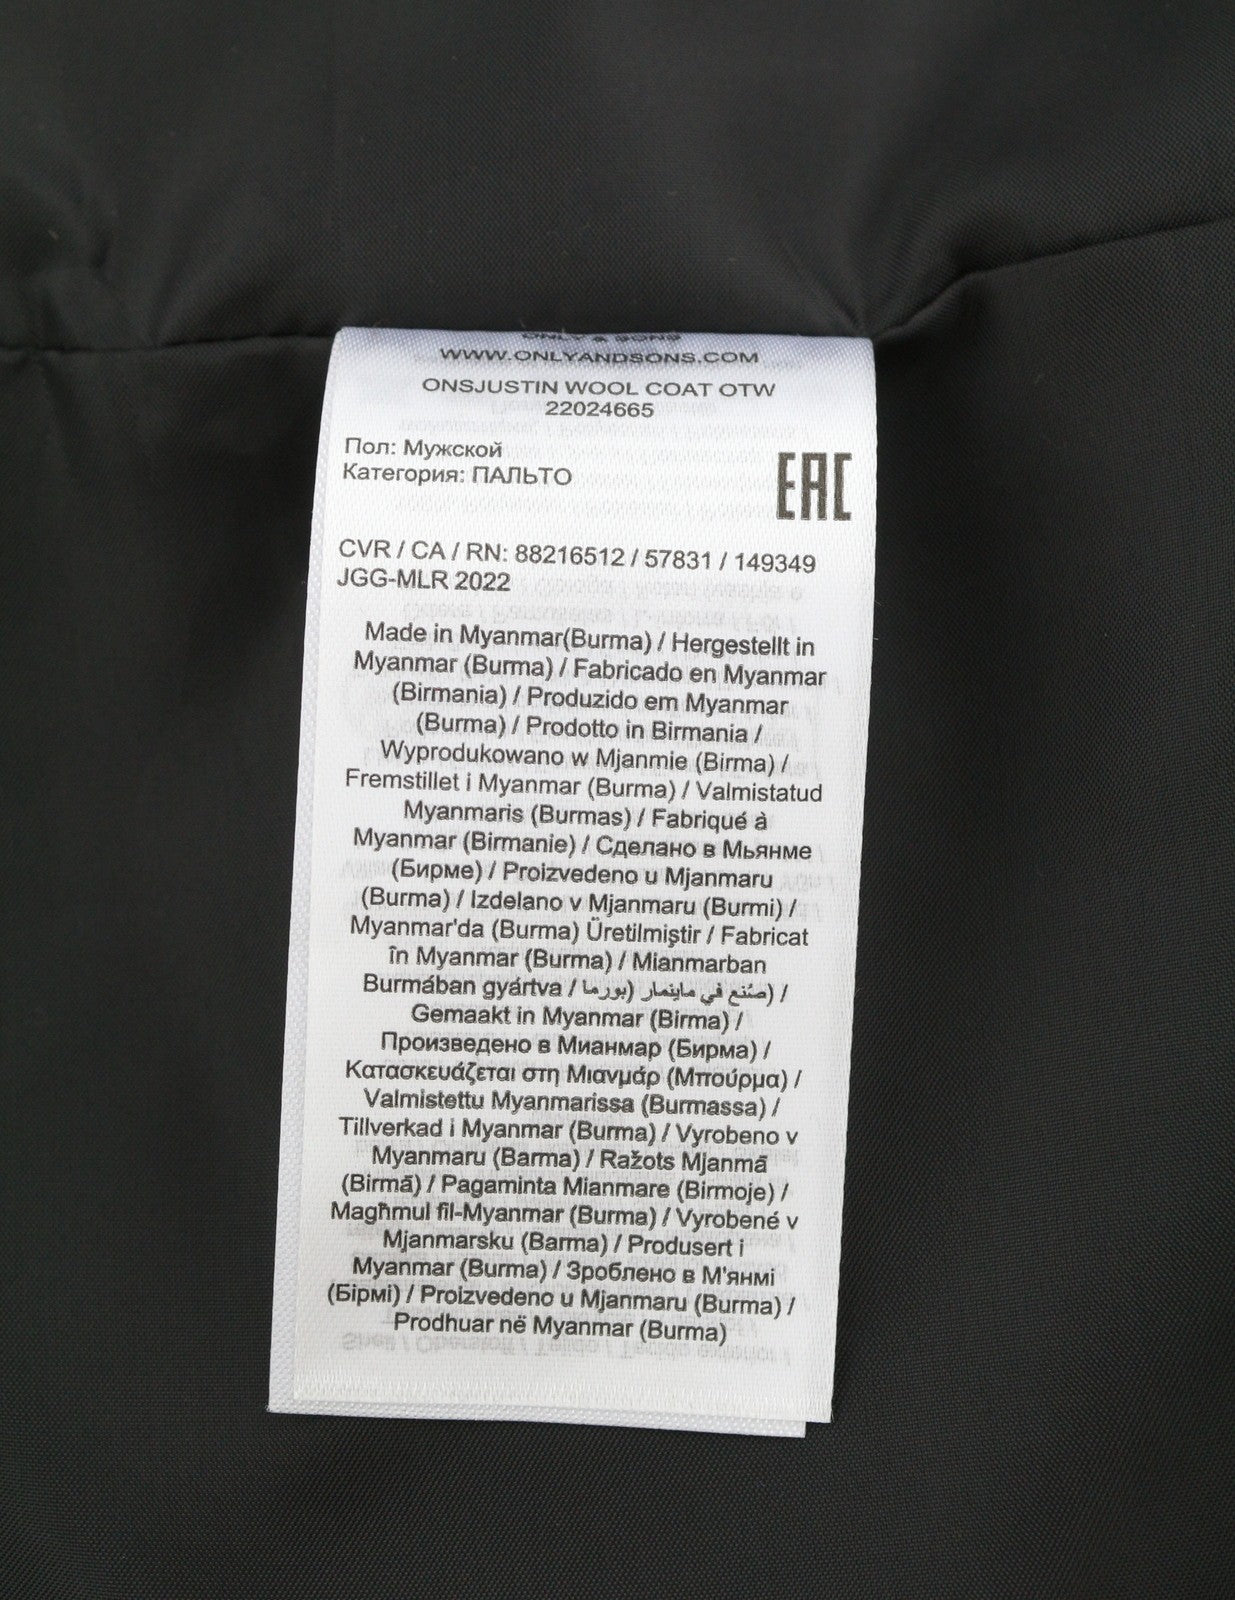 ONLY & SONS
WWW.ONLYANDSONS.COM
ONSJUSTIN WOOL COAT OTW
22024665
Пол: Мужской
Категория: ПАЛЬТО
EAC
CVR / CA / RN: 88216512 / 57831 / 149349
JGG-MLR 2022
Made in Myanmar(Burma) / Hergestellt in
Myanmar (Burma) / Fabricado en Myanmar
(Birmania) / Produzido em Myanmar
(Burma) / Prodotto in Birmania /
Wyprodukowano w Mjanmie (Birma) /
Fremstillet i Myanmar (Burma) / Valmistatud
Myanmaris (Burmas) / Fabriqué à
Myanmar (Birmanie) / Сделано в Мьянме
(Бирме) / Proizvedeno u Mjanmaru
(Burma) / Izdelano v Mjanmaru (Burmi) /
Myanmar'da (Burma) Üretilmiştir / Fabricat
în Myanmar (Burma) / Mianmarban
Burmában gyártva / صُنع في ماينمار (بورما) /
Gemaakt in Myanmar (Birma) /
Произведено в Мианмар (Бирма) /
Κατασκευάζεται στη Μιανμάρ (Μπούρμα) /
Valmistettu Myanmarissa (Burmassa) /
Tillverkad i Myanmar (Burma) / Vyrobeno v
Myanmaru (Barma) / Ražots Mjanmā
(Birmā) / Pagaminta Mianmare (Birmoje) /
Magħmul fil-Myanmar (Burma) / Vyrobené v
Mjanmarsku (Barma) / Produsert i
Myanmar (Burma) / Зроблено в М'янмі
(Бірмі) / Proizvedeno u Mjanmaru (Burma) /
Prodhuar në Myanmar (Burma)